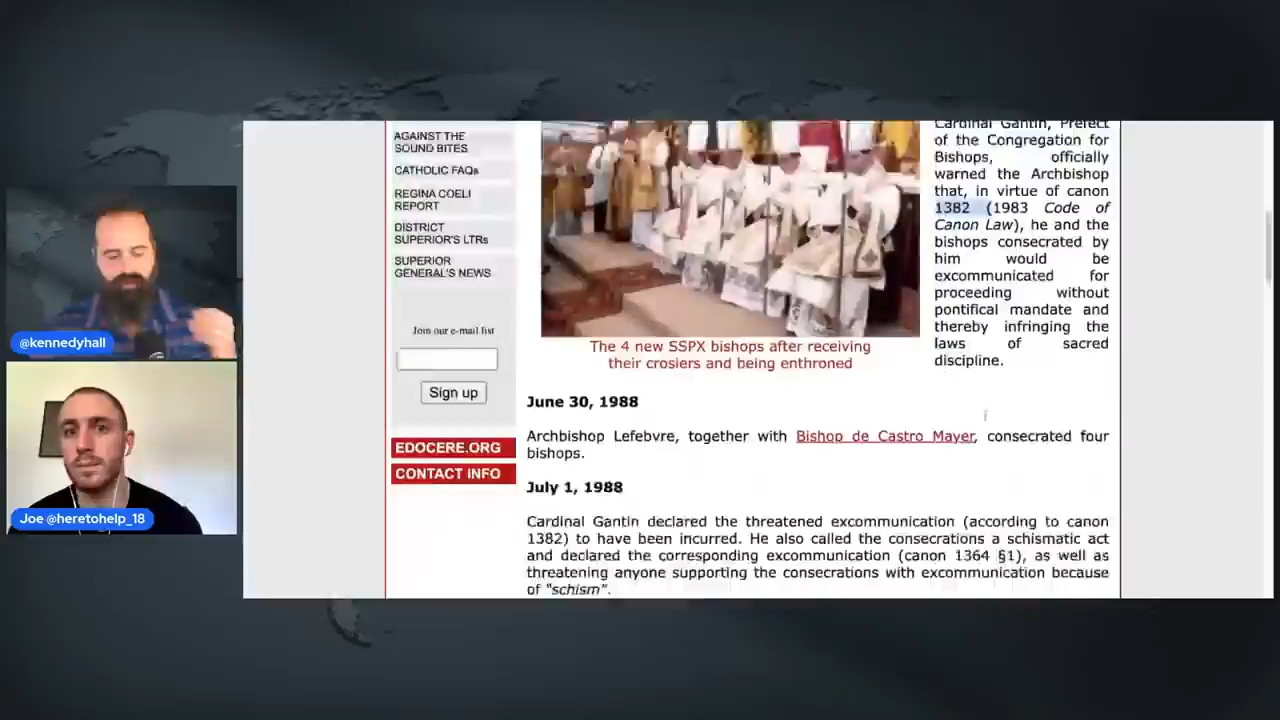 AGAINST THE
SOUND BITES
CATHOLIC FAQs
REGINA COELI
REPORT
DISTRICT
SUPERIOR'S LTRs
SUPERIOR
GENERAL'S NEWS
Join our e-mail list
Sign up
EDOCERE.ORG
CONTACT INFO
The 4 new SSPX bishops after receiving
their crosiers and being enthroned
Cardinal Gantin, Prefect
of the Congregation for
Bishops, officially
warned the Archbishop
that, in virtue of canon
1382 (1983 Code of
Canon Law), he and the
bishops consecrated by
him would be
excommunicated for
proceeding without
pontifical mandate and
thereby infringing the
laws of sacred
discipline.
June 30, 1988
Archbishop Lefebvre, together with Bishop de Castro Mayer, consecrated four
bishops.
July 1, 1988
Cardinal Gantin declared the threatened excommunication (according to canon
1382) to have been incurred. He also called the consecrations a schismatic act
and declared the corresponding excommunication (canon 1364 §1), as well as
threatening anyone supporting the consecrations with excommunication because
of "schism".
@kennedyhall
Joe @heretohelp_18